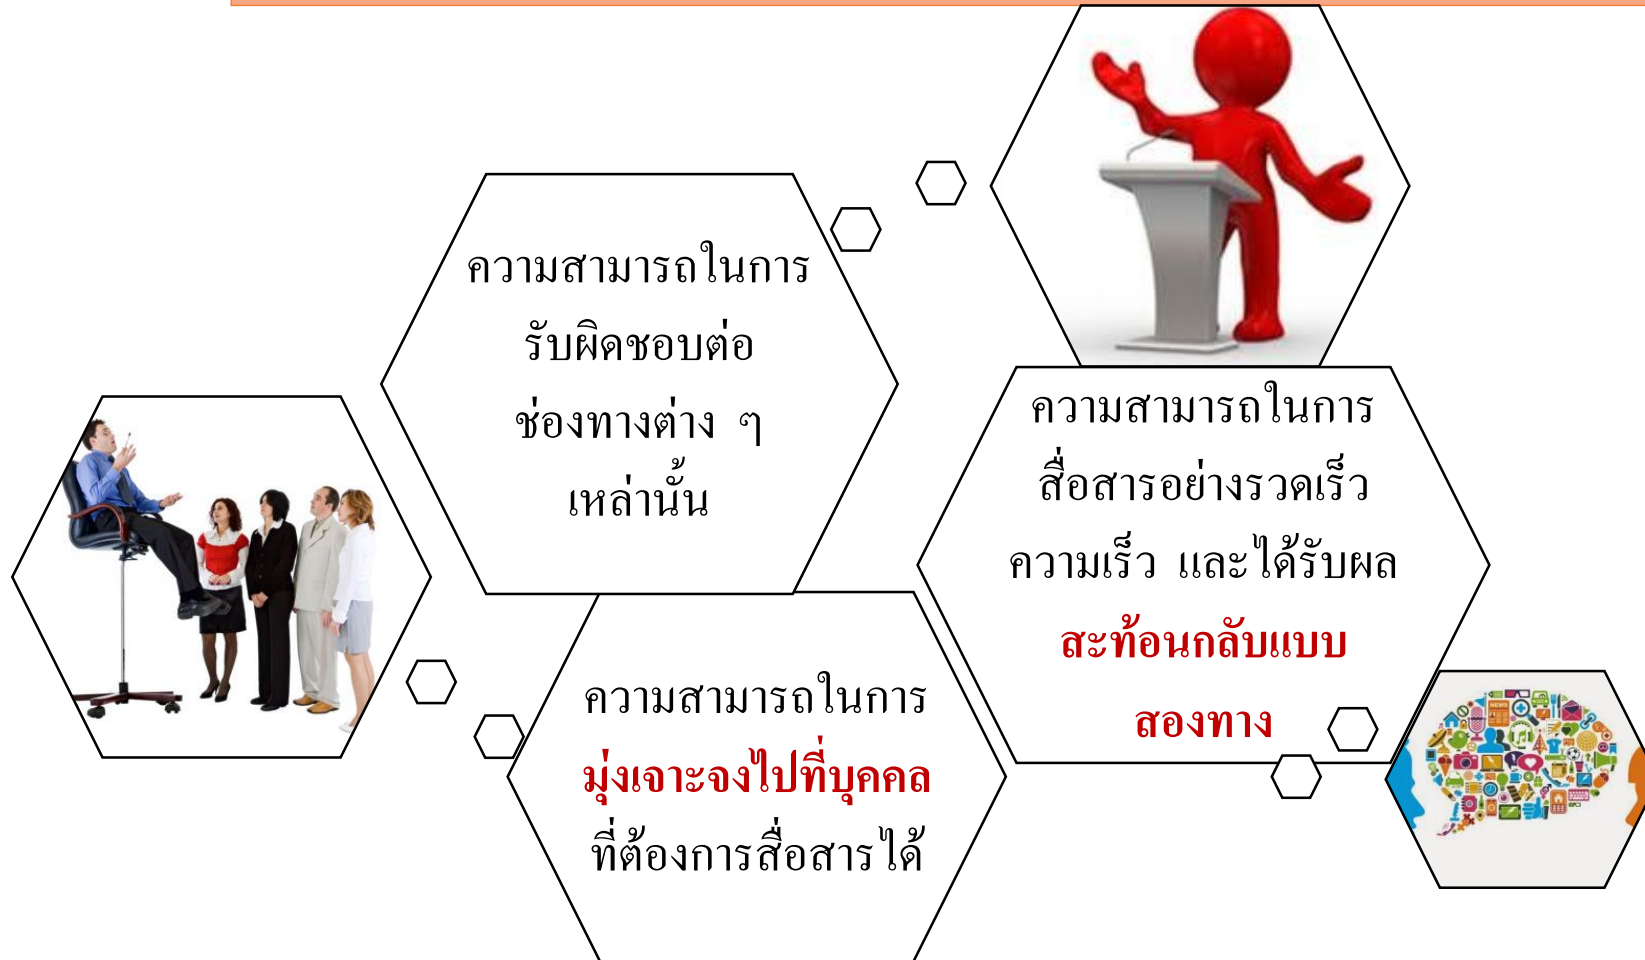 ความสามารถในการ
รับผิดชอบต่อ
ช่องทางต่าง ๆ
เหล่านั้น
ความสามารถในการ
สื่อสารอย่างรวดเร็ว
ความเร็ว และได้รับผล
สะท้อนกลับแบบ
สองทาง
ความสามารถในการ
มุ่งเจาะจงไปที่บุคคล
ที่ต้องการสื่อสารได้
NEWS